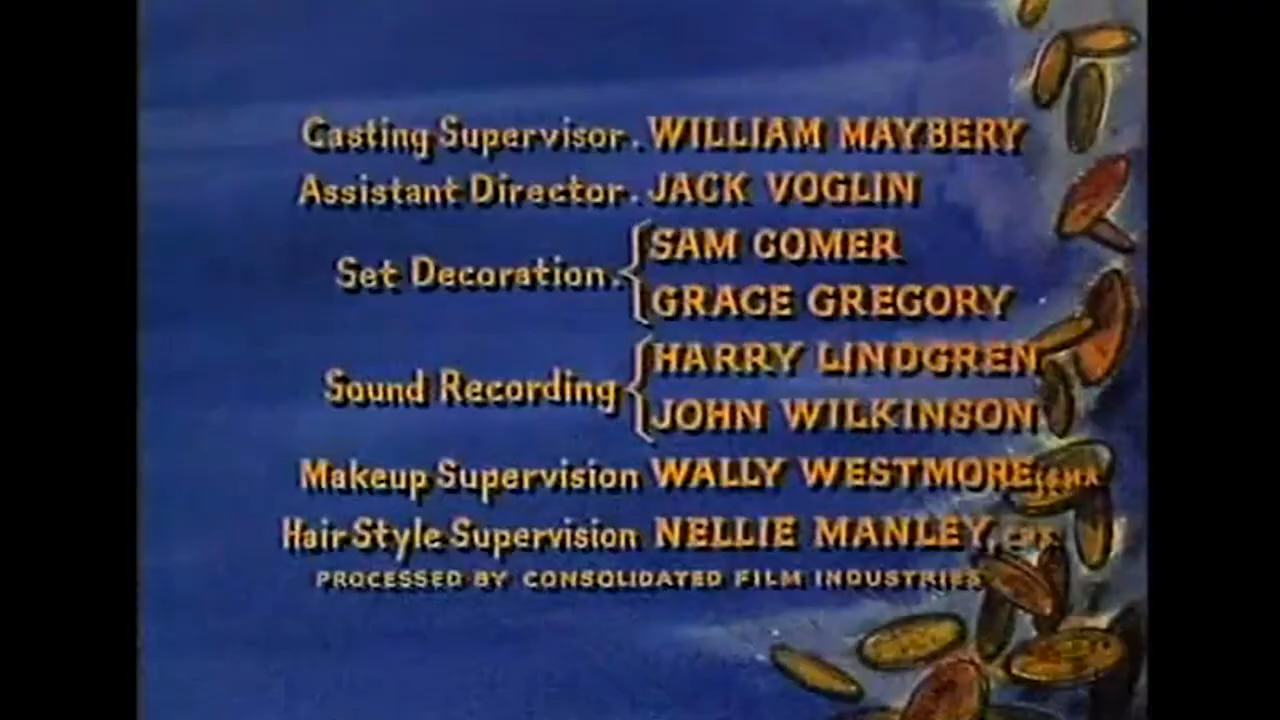 Casting Supervisor. WILLIAM MAYBERY
Assistant Director. JACK VOGLIN
Set Decoration. { SAM COMER
GRACE GREGORY
Sound Recording { HARRY LINDGREN
JOHN WILKINSON
Makeup Supervision WALLY WESTMORE
Hair Style Supervision NELLIE MANLEY
PROCESSED BY CONSOLIDATED FILM INDUSTRIES